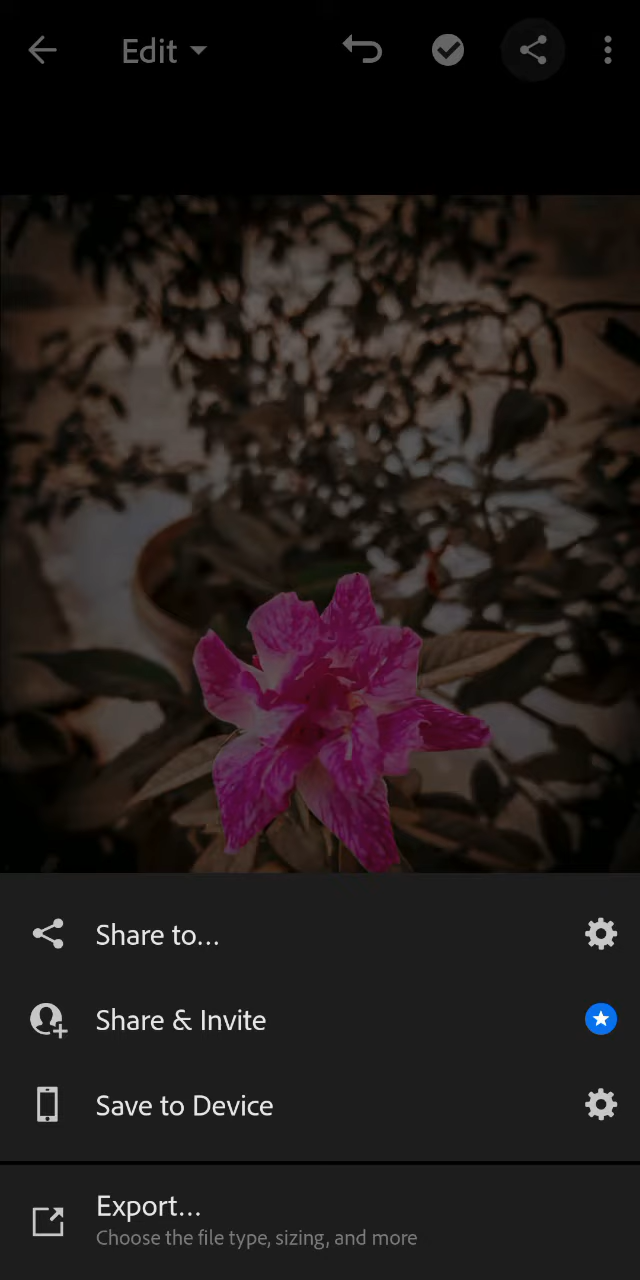 Edit
Share to...
Share & Invite
Save to Device
Export...
Choose the file type, sizing, and more